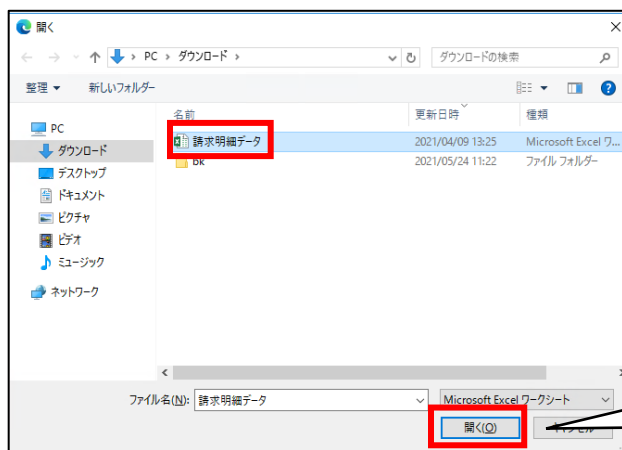 開く
PC › ダウンロード ›
ダウンロードの検索
整理
新しいフォルダー
名前
更新日時
種類
PC
ダウンロード
デスクトップ
ドキュメント
ピクチャ
ビデオ
ミュージック
ネットワーク
請求明細データ
2021/04/09 13:25
Microsoft Excel ワ...
bk
2021/05/24 11:22
ファイル フォルダー
ファイル名(N):
請求明細データ
Microsoft Excel ワークシート
開く(O)
キャンセル